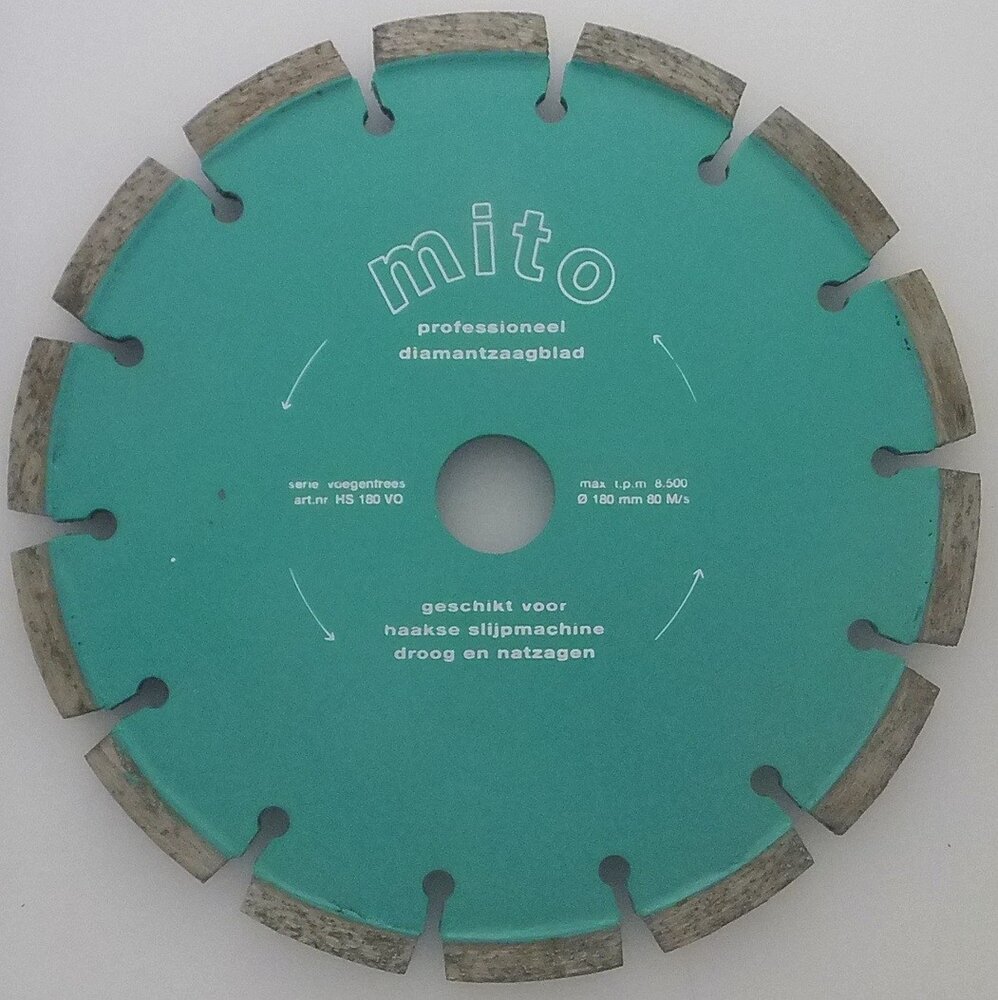 mito
professioneel
diamantzaagblad
serie voegenfrees
art.nr HS 180 VO
max t.p.m 8.500
Ø 180 mm 80 M/s
geschikt voor
haakse slijpmachine
droog en natzagen